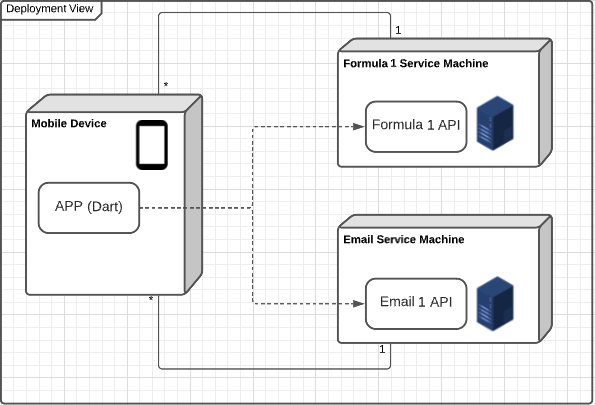 Deployment View
1
*
Formula 1 Service Machine
Mobile Device
Formula 1 API
APP (Dart)
Email Service Machine
Email 1 API
*
1